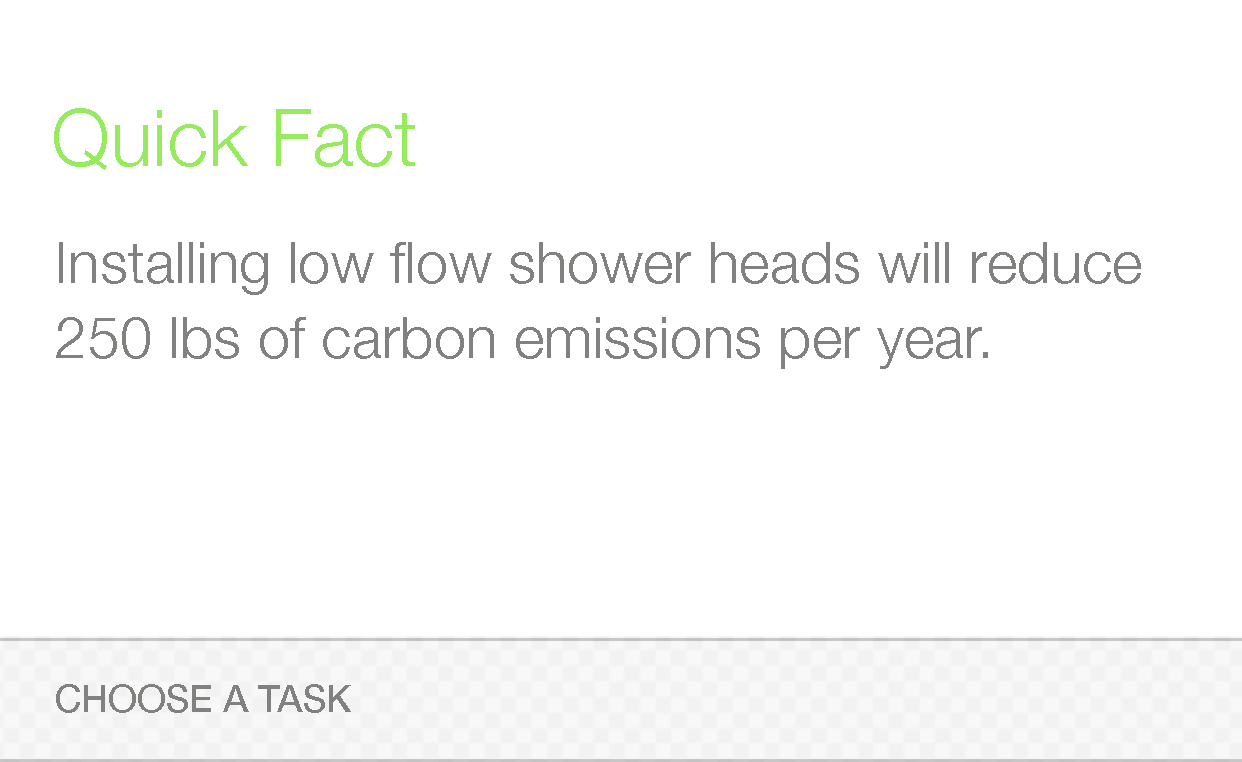 Quick Fact
Installing low flow shower heads will reduce
250 lbs of carbon emissions per year.
CHOOSE A TASK